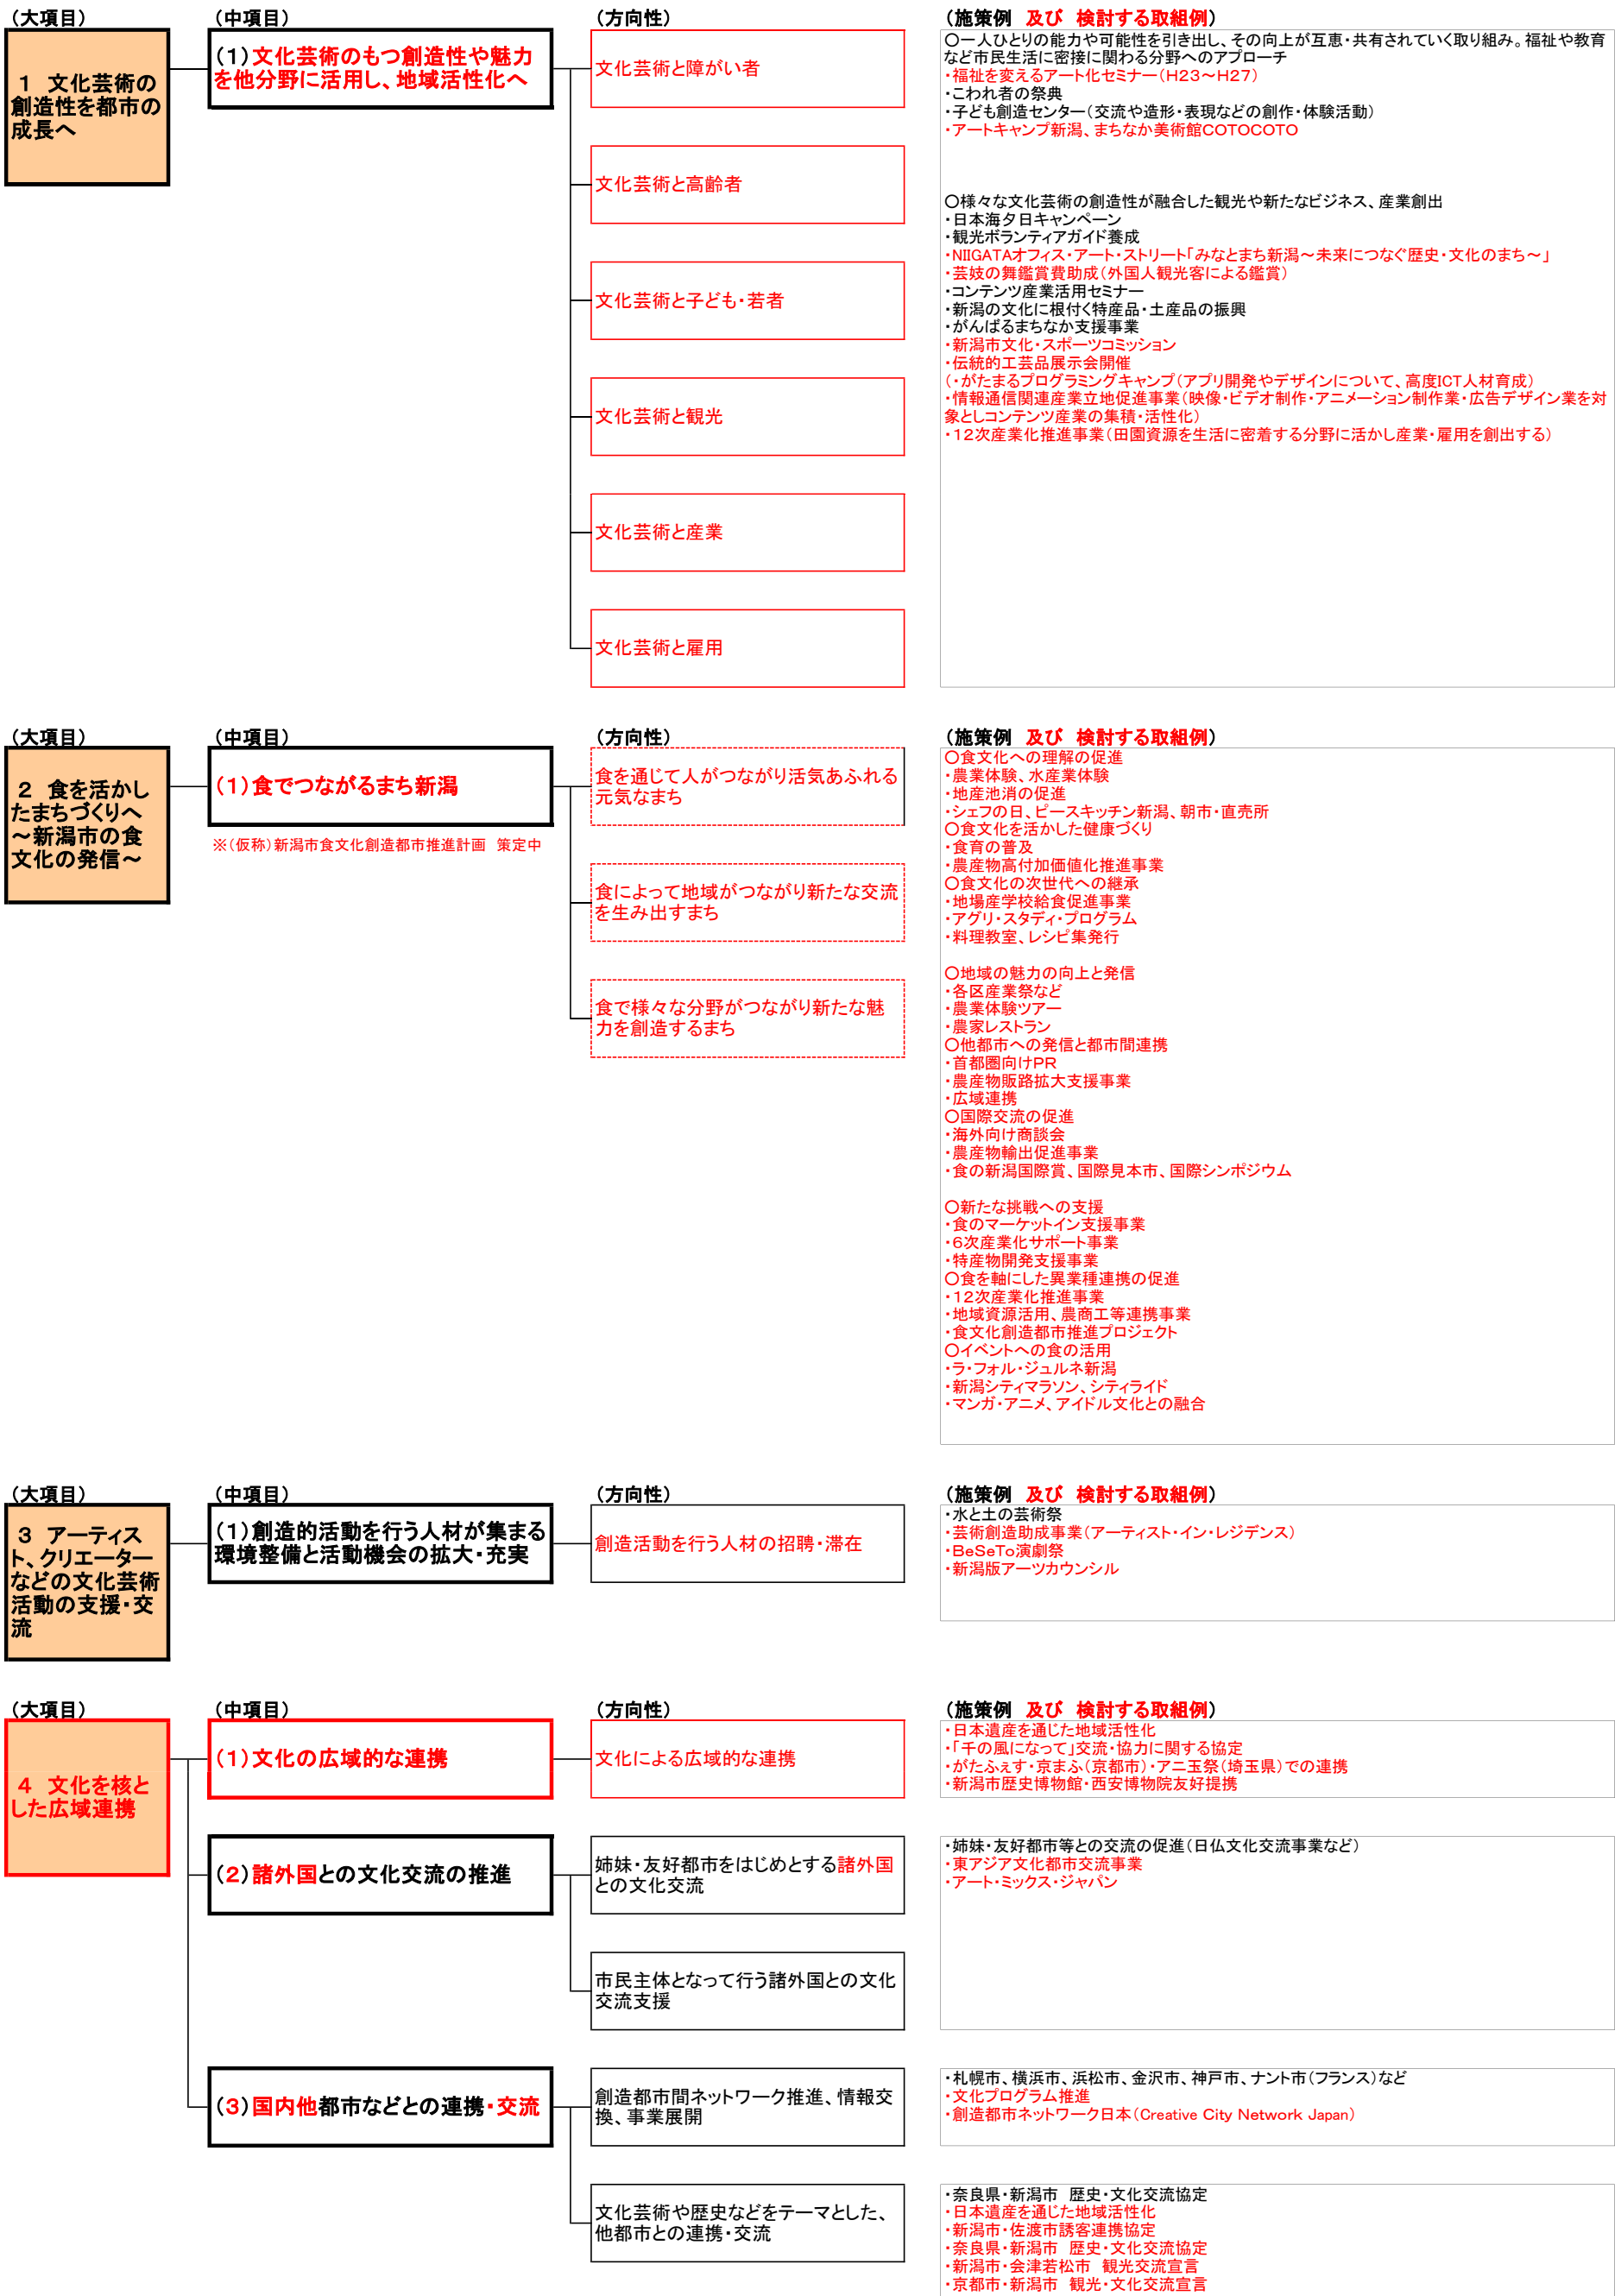 （大項目）
1　文化芸術の
創造性を都市の
成長へ
（中項目）
（1）文化芸術のもつ創造性や魅力
を他分野に活用し、地域活性化へ
（方向性）
文化芸術と障がい者
文化芸術と高齢者
文化芸術と子ども・若者
文化芸術と観光
文化芸術と産業
文化芸術と雇用
（施策例　及び　検討する取組例）
〇一人ひとりの能力や可能性を引き出し、その向上が互恵・共有されていく取り組み。福祉や教育
など市民生活に密接に関わる分野へのアプローチ
・福祉を変えるアート化セミナー（H23～H27）
・こわれ者の祭典
・子ども創造センター（交流や造形・表現などの創作・体験活動）
・アートキャンプ新潟、まちなか美術館COTOCOTO
〇様々な文化芸術の創造性が融合した観光や新たなビジネス、産業創出
・日本海夕日キャンペーン
・観光ボランティアガイド養成
・NIIGATAオフィス・アート・ストリート「みなとまち新潟～未来につなぐ歴史・文化のまち～」
・芸妓の舞鑑賞費助成（外国人観光客による鑑賞）
・コンテンツ産業活用セミナー
・新潟の文化に根付く特産品・土産品の振興
・がんばるまちなか支援事業
・新潟市文化・スポーツコミッション
・伝統的工芸品展示会開催
（・がたまるプログラミングキャンプ（アプリ開発やデザインについて、高度ICT人材育成）
・情報通信関連産業立地促進事業（映像・ビデオ制作・アニメーション制作業・広告デザイン業を対
象としコンテンツ産業の集積・活性化）
・12次産業化推進事業（田園資源を生活に密着する分野に活かし産業・雇用を創出する）
（大項目）
2　食を活かし
たまちづくりへ
～新潟市の食
文化の発信～
（中項目）
（1）食でつながるまち新潟
※（仮称）新潟市食文化創造都市推進計画　策定中
（方向性）
食を通じて人がつながり活気あふれる
元気なまち
食によって地域がつながり新たな交流
を生み出すまち
食で様々な分野がつながり新たな魅
力を創造するまち
（施策例　及び　検討する取組例）
〇食文化への理解の促進
・農業体験、水産業体験
・地産池消の促進
・シェフの日、ピースキッチン新潟、朝市・直売所
〇食文化を活かした健康づくり
・食育の普及
・農産物高付加価値化推進事業
〇食文化の次世代への継承
・地場産学校給食促進事業
・アグリ・スタディ・プログラム
・料理教室、レシピ集発行
〇地域の魅力の向上と発信
・各区産業祭など
・農業体験ツアー
・農家レストラン
〇他都市への発信と都市間連携
・首都圏向けPR
・農産物販路拡大支援事業
・広域連携
〇国際交流の促進
・海外向け商談会
・農産物輸出促進事業
・食の新潟国際賞、国際見本市、国際シンポジウム
〇新たな挑戦への支援
・食のマーケットイン支援事業
・6次産業化サポート事業
・特産物開発支援事業
〇食を軸にした異業種連携の促進
・12次産業化推進事業
・地域資源活用、農商工等連携事業
・食文化創造都市推進プロジェクト
〇イベントへの食の活用
・ラ・フォル・ジュルネ新潟
・新潟シティマラソン、シティライド
・マンガ・アニメ、アイドル文化との融合
（大項目）
3　アーティス
ト、クリエーター
などの文化芸術
活動の支援・交
流
（中項目）
（1）創造的活動を行う人材が集まる
環境整備と活動機会の拡大・充実
（方向性）
創造活動を行う人材の招聘・滞在
（施策例　及び　検討する取組例）
・水と土の芸術祭
・芸術創造助成事業（アーティスト・イン・レジデンス）
・BeSeTo演劇祭
・新潟版アーツカウンシル
（大項目）
4　文化を核と
した広域連携
（中項目）
（1）文化の広域的な連携
（方向性）
文化による広域的な連携
（施策例　及び　検討する取組例）
・日本遺産を通じた地域活性化
・「千の風になって」交流・協力に関する協定
・がたふぇす・京まふ（京都市）・アニ玉祭（埼玉県）での連携
・新潟市歴史博物館・西安博物院友好提携
（2）諸外国との文化交流の推進
姉妹・友好都市をはじめとする諸外国
との文化交流
市民主体となって行う諸外国との文化
交流支援
・姉妹・友好都市等との交流の促進（日仏文化交流事業など）
・東アジア文化都市交流事業
・アート・ミックス・ジャパン
（3）国内他都市などとの連携・交流
創造都市間ネットワーク推進、情報交
換、事業展開
・札幌市、横浜市、浜松市、金沢市、神戸市、ナント市（フランス）など
・文化プログラム推進
・創造都市ネットワーク日本（Creative City Network Japan）
文化芸術や歴史などをテーマとした、
他都市との連携・交流
・奈良県・新潟市　歴史・文化交流協定
・日本遺産を通じた地域活性化
・新潟市・佐渡市誘客連携協定
・奈良県・新潟市　歴史・文化交流協定
・新潟市・会津若松市　観光交流宣言
・京都市・新潟市　観光・文化交流宣言